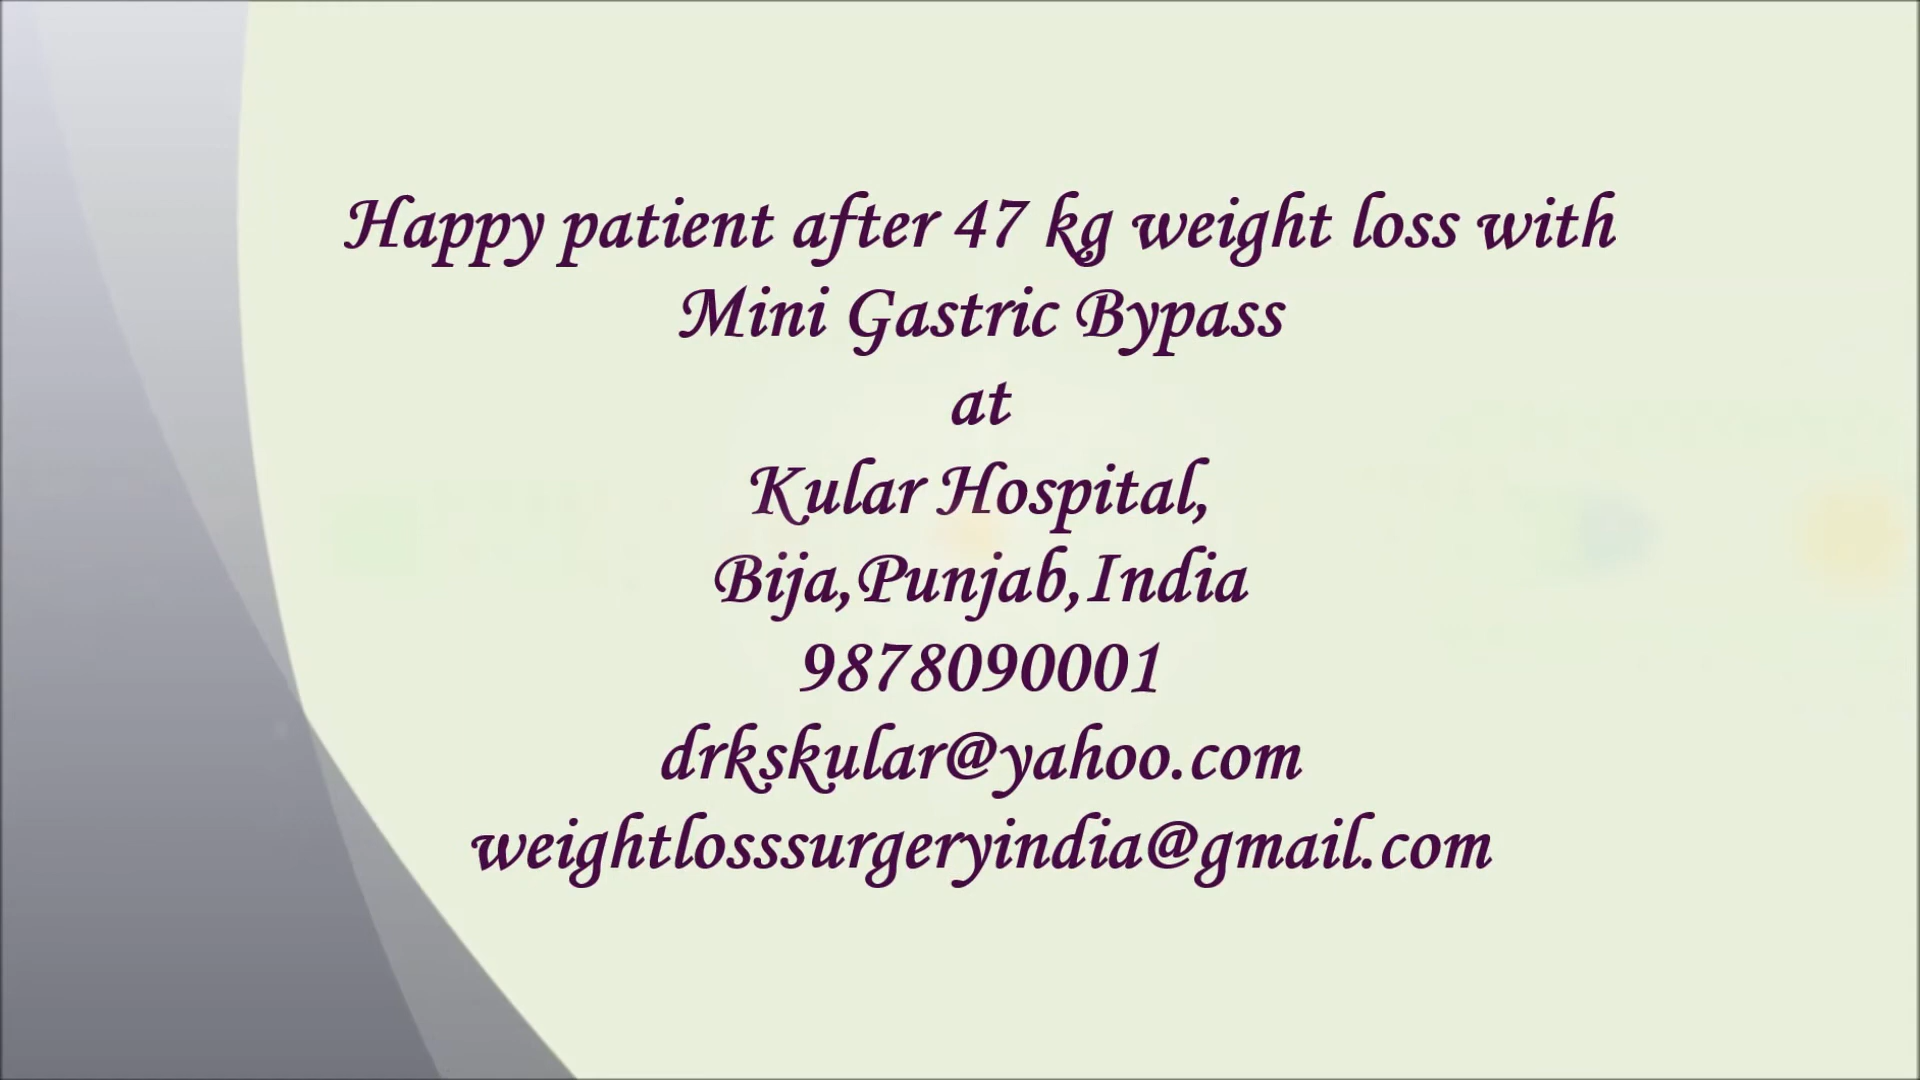 Happy patient after 47 kg weight loss with
Mini Gastric Bypass
at
Kular Hospital,
Bija,Punjab,India
9878090001
drkskular@yahoo.com
weightlosssurgeryindia@gmail.com